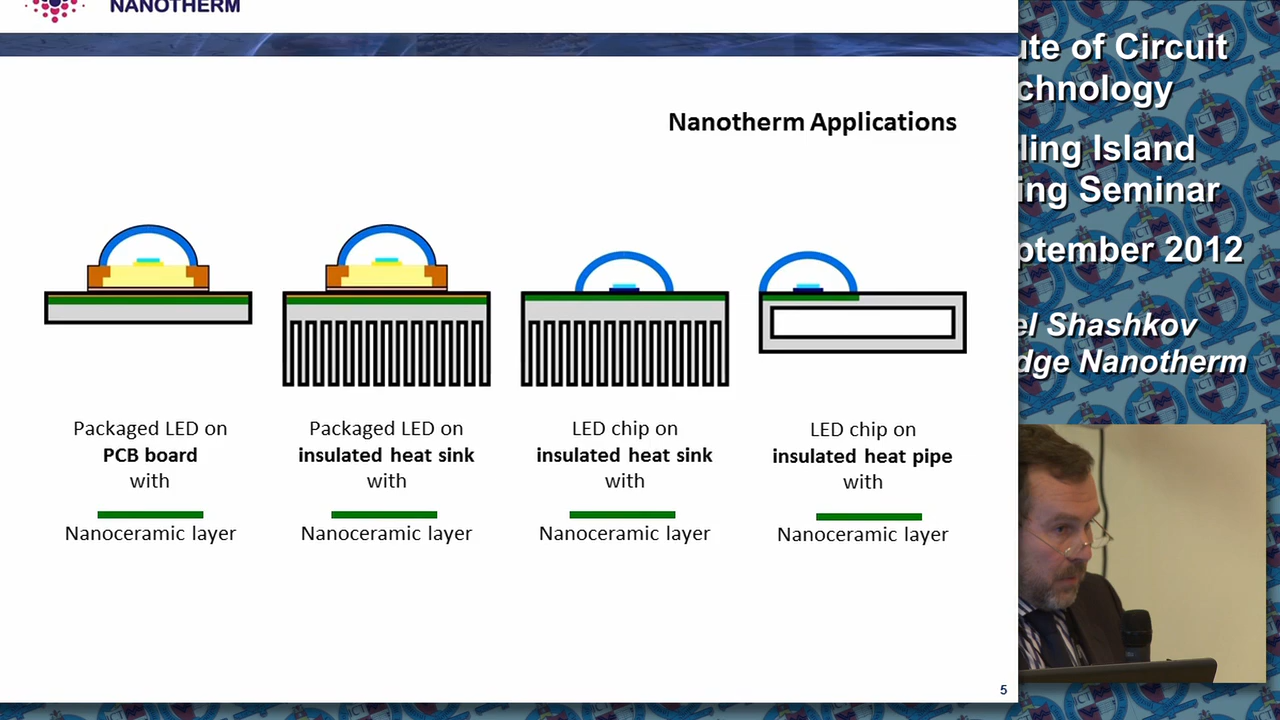 NANOTHERM
Nanotherm Applications
Packaged LED on
PCB board
with
Nanoceramic layer
Packaged LED on
insulated heat sink
with
Nanoceramic layer
LED chip on
insulated heat sink
with
Nanoceramic layer
LED chip on
insulated heat pipe
with
Nanoceramic layer
5
ute of Circuit
chnology
ling Island
ing Seminar
ptember 2012
el Shashkov
dge Nanotherm